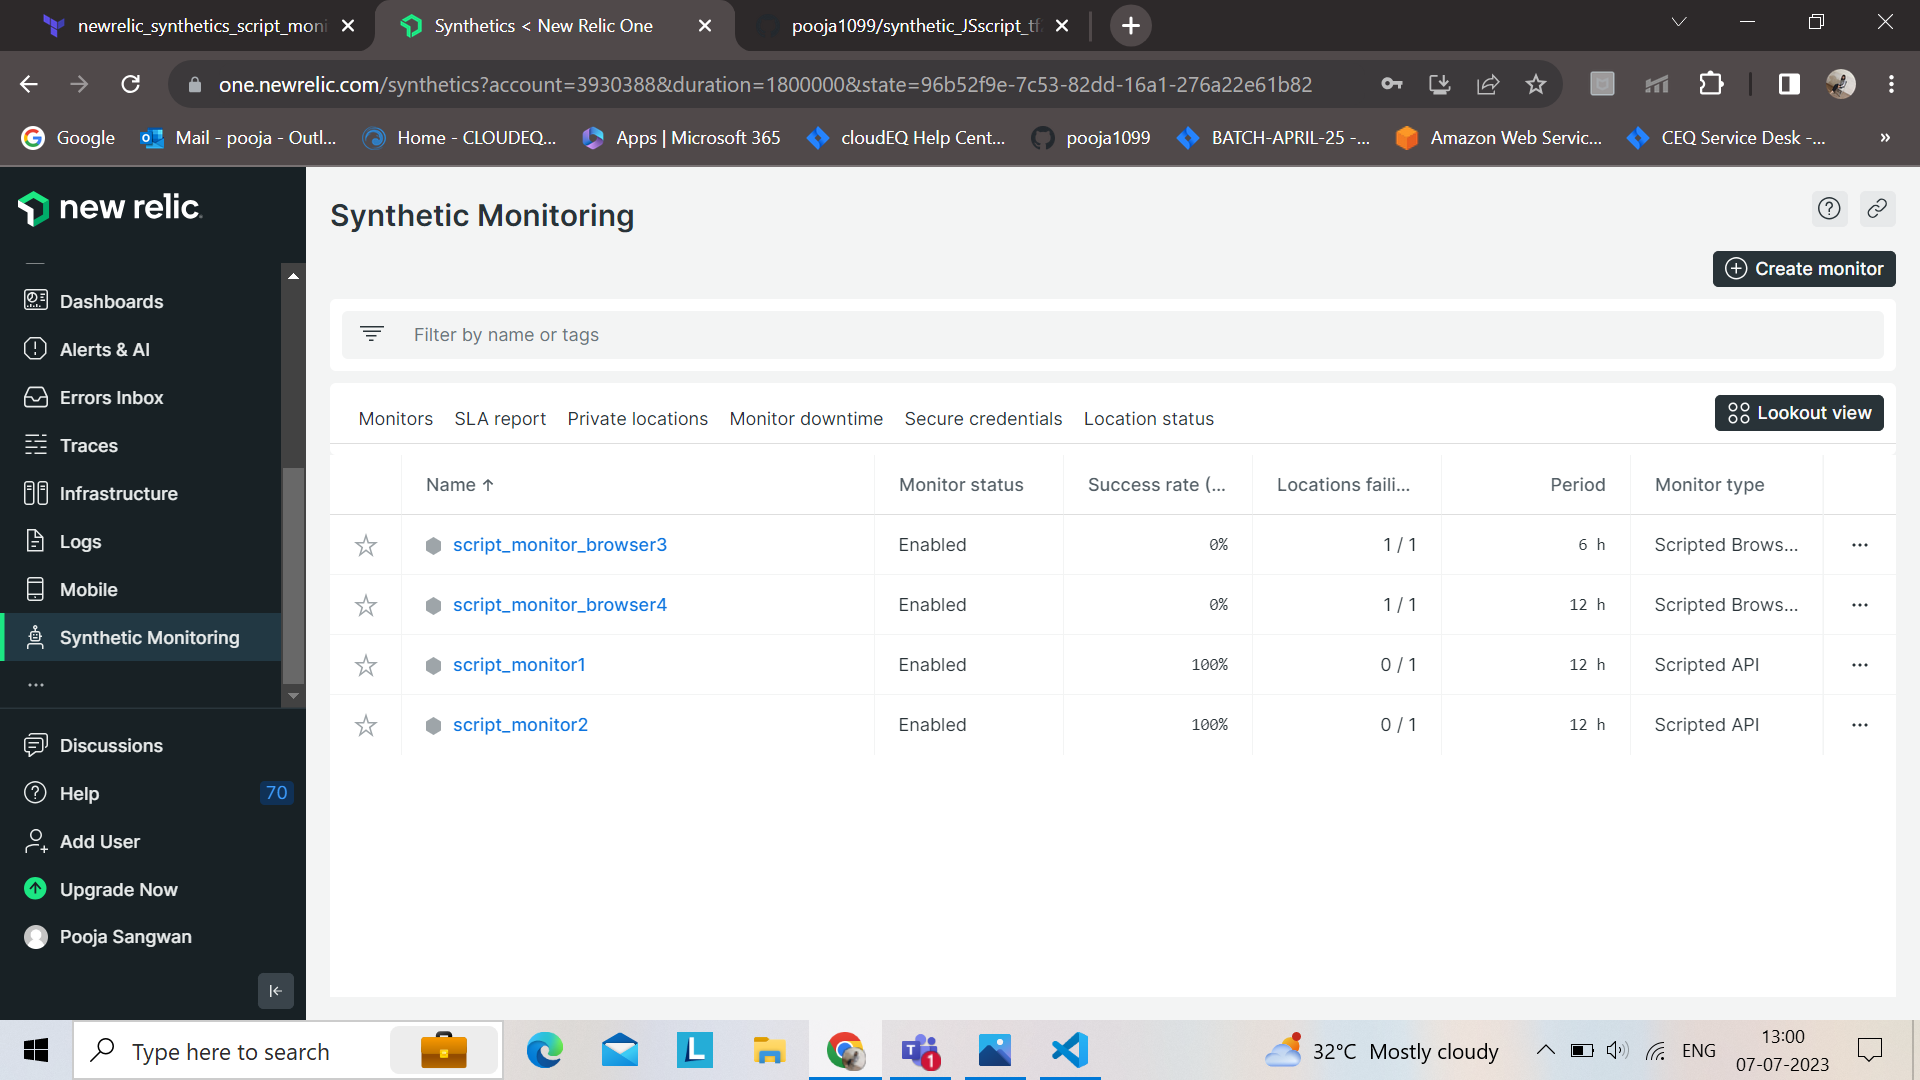 newrelic_synthetics_script_moni
Synthetics < New Relic One
pooja1099/synthetic_JSscript_tf
one.newrelic.com/synthetics?account=3930388&duration=1800000&state=96b52f9e-7c53-82dd-16a1-276a22e61b82
Google
Mail - pooja - Outl...
Home - CLOUDEQ...
Apps | Microsoft 365
cloudEQ Help Cent...
pooja1099
BATCH-APRIL-25 -...
Amazon Web Servic...
CEQ Service Desk -...
»
new relic
Dashboards
Alerts & AI
Errors Inbox
Traces
Infrastructure
Logs
Mobile
Synthetic Monitoring
...
Discussions
Help 70
Add User
Upgrade Now
Pooja Sangwan
Synthetic Monitoring
Create monitor
Filter by name or tags
Monitors SLA report Private locations Monitor downtime Secure credentials Location status
Lookout view
Name ↑ Monitor status Success rate (... Locations faili... Period Monitor type
script_monitor_browser3 Enabled 0% 1 / 1 6 h Scripted Brows... ...
script_monitor_browser4 Enabled 0% 1 / 1 12 h Scripted Brows... ...
script_monitor1 Enabled 100% 0 / 1 12 h Scripted API ...
script_monitor2 Enabled 100% 0 / 1 12 h Scripted API ...
Type here to search
L
1
32°C Mostly cloudy
ENG
13:00
07-07-2023